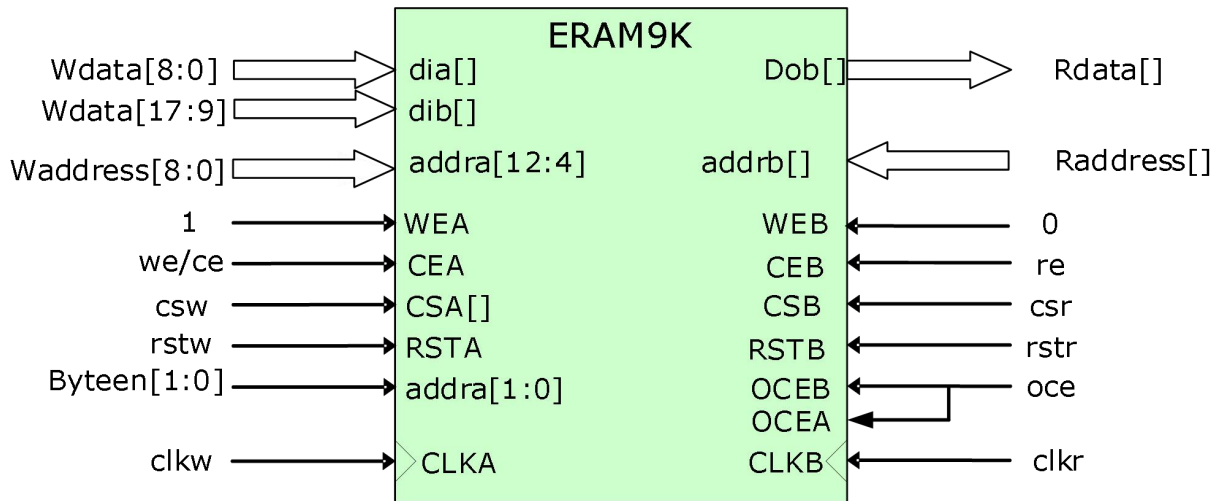 ERAM9K
Wdata[8:0] dia[] Dob[] Rdata[]
Wdata[17:9] dib[]
Waddress[8:0] addra[12:4] addrb[] Raddress[]
1 WEA WEB 0
we/ce CEA CEB re
csw CSA[] CSB csr
rstw RSTA RSTB rstr
Byteen[1:0] addra[1:0] OCEB oce
OCEA
clkw CLKA CLKB clkr